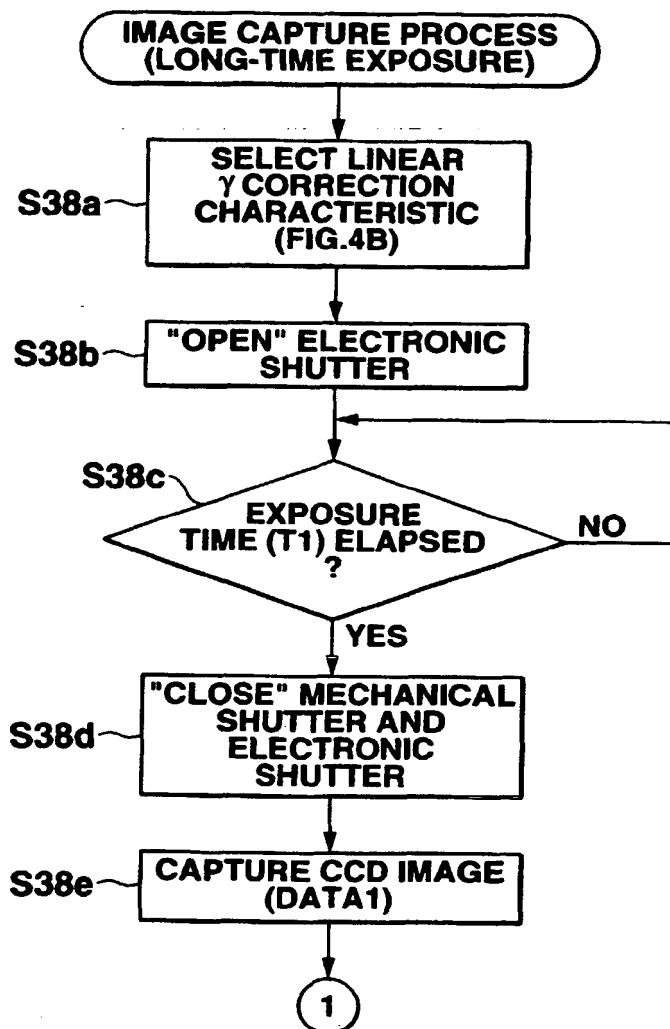 IMAGE CAPTURE PROCESS
(LONG-TIME EXPOSURE)
S38a
SELECT LINEAR
γ CORRECTION
CHARACTERISTIC
(FIG.4B)
S38b
"OPEN" ELECTRONIC
SHUTTER
S38c
EXPOSURE
TIME (T1) ELAPSED
?
NO
YES
S38d
"CLOSE" MECHANICAL
SHUTTER AND
ELECTRONIC
SHUTTER
S38e
CAPTURE CCD IMAGE
(DATA1)
1